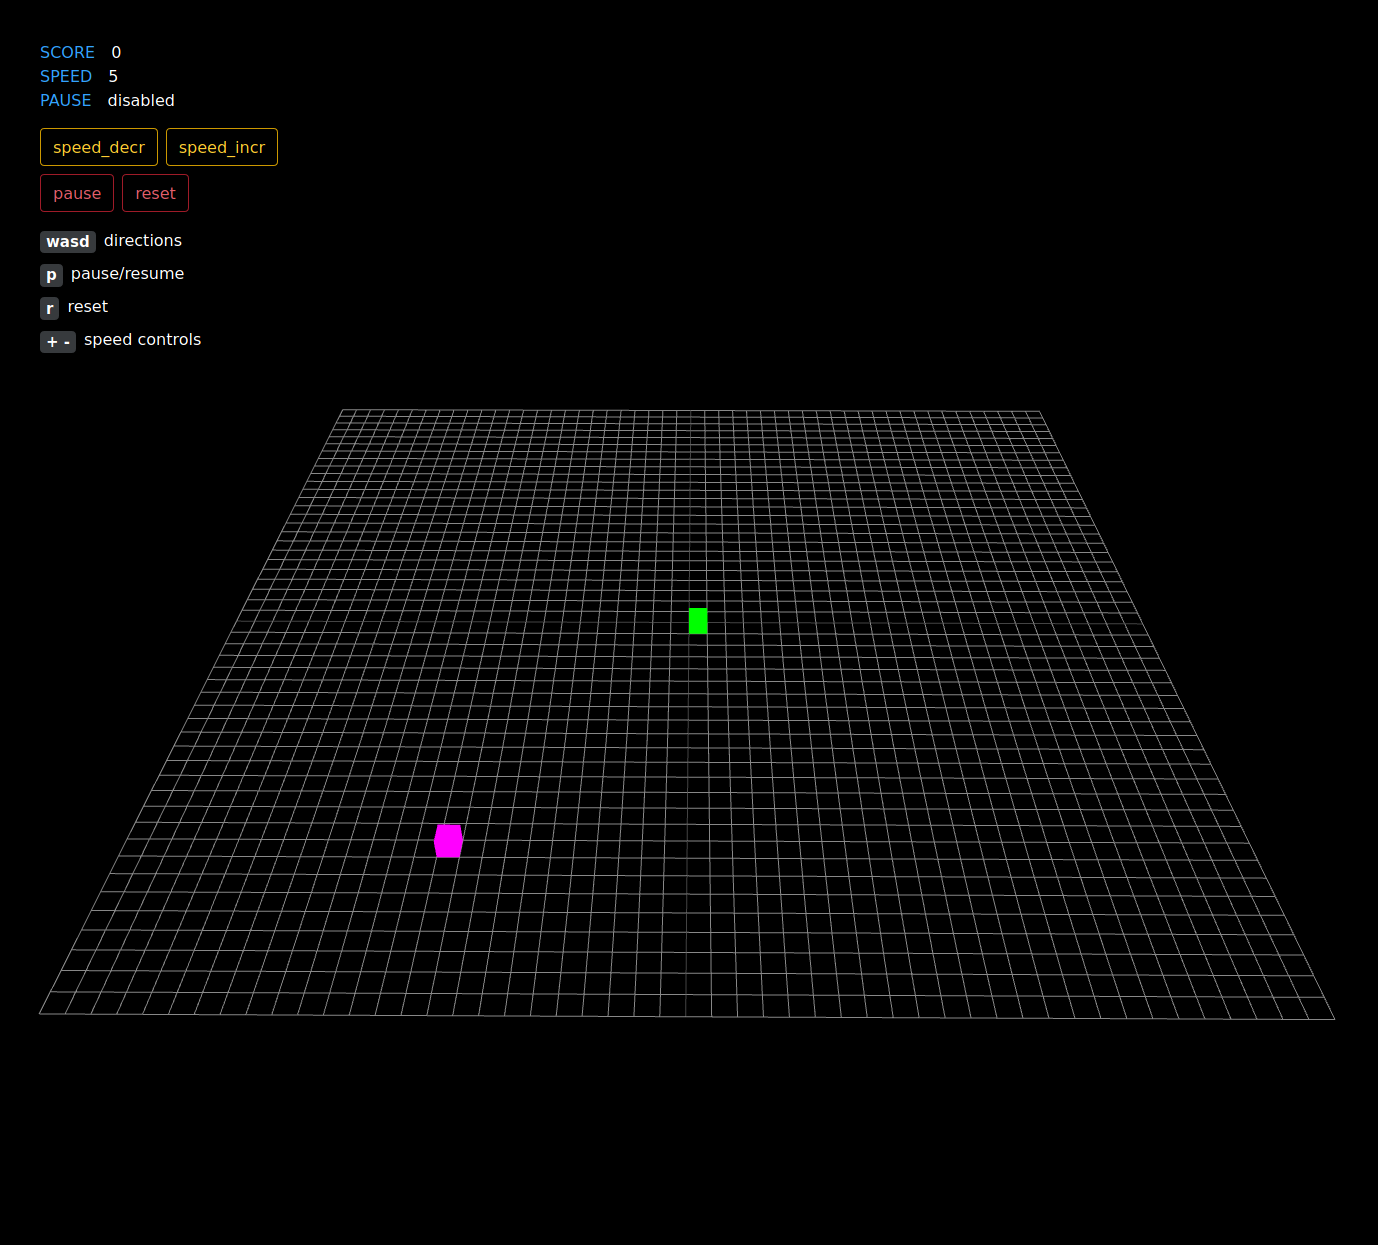 SCORE 0
SPEED 5
PAUSE disabled
speed_decr speed_incr
pause reset
wasd directions
p pause/resume
r reset
+ - speed controls